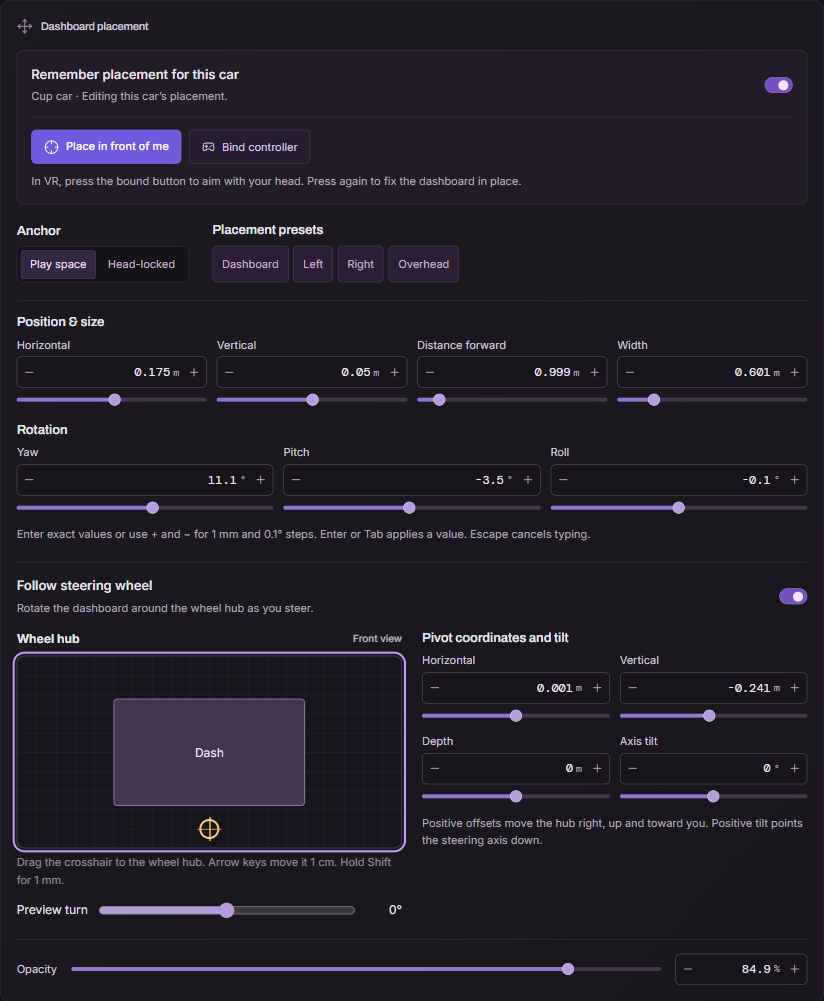 Dashboard placement
Remember placement for this car
Cup car · Editing this car's placement.
Place in front of me
Bind controller
In VR, press the bound button to aim with your head. Press again to fix the dashboard in place.
Anchor
Placement presets
Play space
Head-locked
Dashboard
Left
Right
Overhead
Position & size
Horizontal
Vertical
Distance forward
Width
− 0.175 m +
− 0.05 m +
− 0.999 m +
− 0.601 m +
Rotation
Yaw
Pitch
Roll
− 11.1 ° +
− -3.5 ° +
− -0.1 ° +
Enter exact values or use + and − for 1 mm and 0.1° steps. Enter or Tab applies a value. Escape cancels typing.
Follow steering wheel
Rotate the dashboard around the wheel hub as you steer.
Wheel hub
Front view
Dash
Drag the crosshair to the wheel hub. Arrow keys move it 1 cm. Hold Shift
for 1 mm.
Preview turn
0°
Pivot coordinates and tilt
Horizontal
Vertical
− 0.001 m +
− -0.241 m +
Depth
Axis tilt
− 0 m +
− 0 ° +
Positive offsets move the hub right, up and toward you. Positive tilt points
the steering axis down.
Opacity
− 84.9 % +